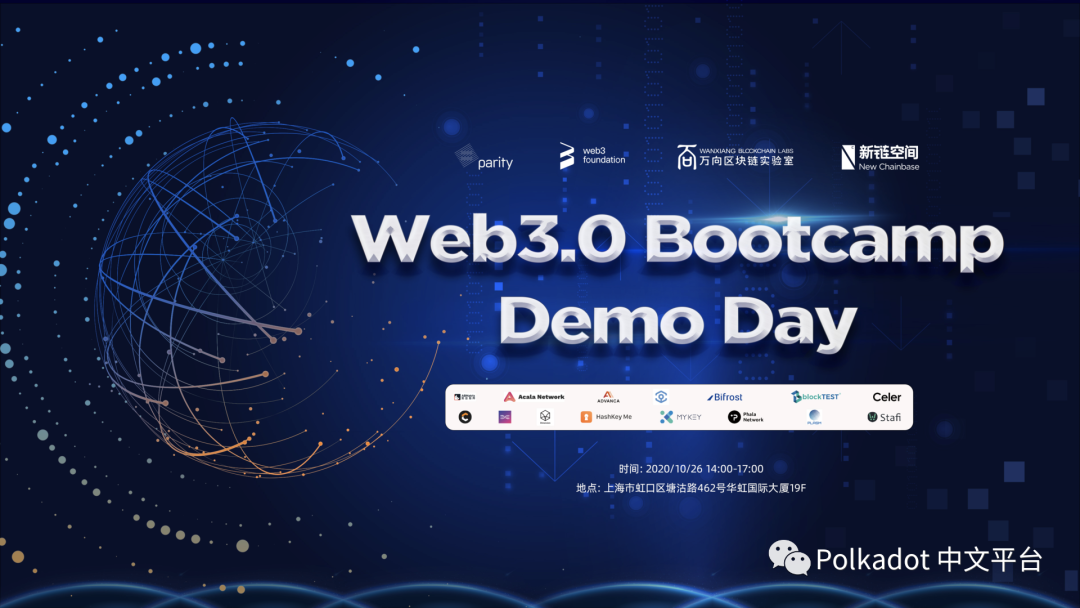 parity
web3
foundation
WANXIANG BLOCKCHAIN LABS
万向区块链实验室
新链空间
New Chainbase
Web3.0 Bootcamp
Demo Day
Acala Network
ADVANCA
Bifrost
blockTEST
Celer
HashKey Me
MYKEY
Phala
Network
Stafi
时间: 2020/10/26 14:00-17:00
地点: 上海市虹口区塘沽路462号华虹国际大厦19F
Polkadot 中文平台